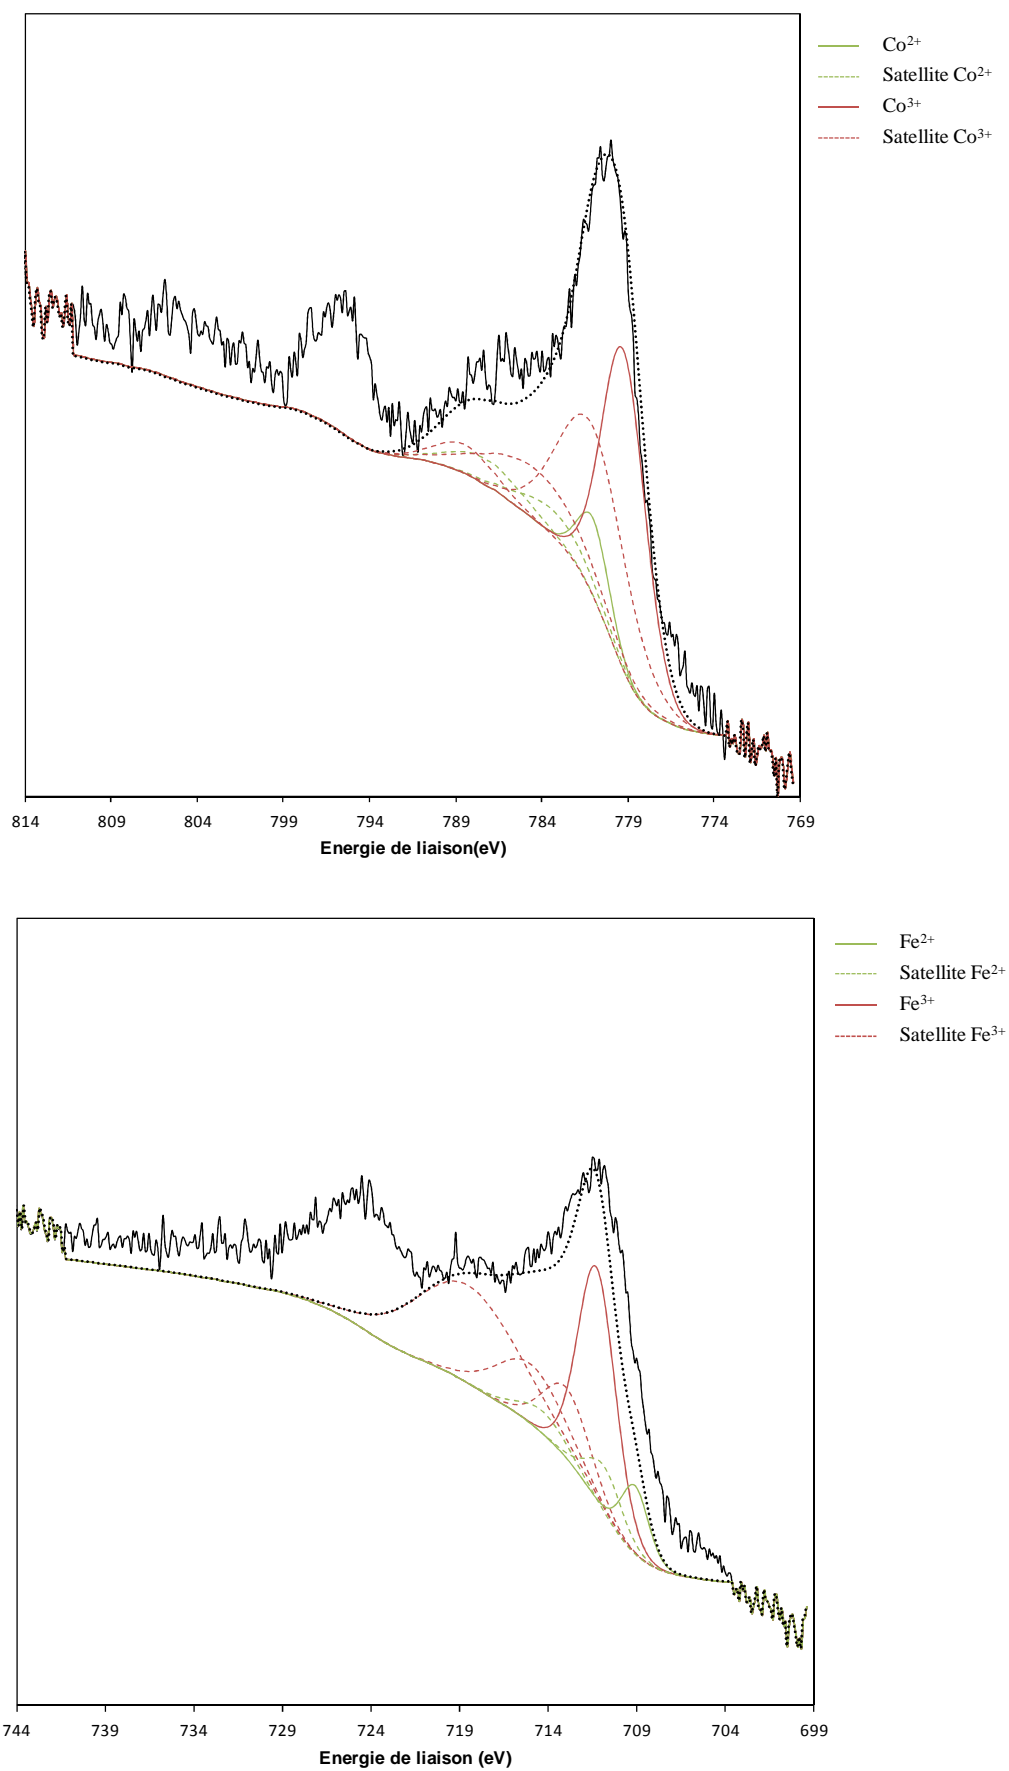 Co²⁺
Satellite Co²⁺
Co³⁺
Satellite Co³⁺
814 809 804 799 794 789 784 779 774 769
Energie de liaison(eV)
Fe²⁺
Satellite Fe²⁺
Fe³⁺
Satellite Fe³⁺
744 739 734 729 724 719 714 709 704 699
Energie de liaison (eV)